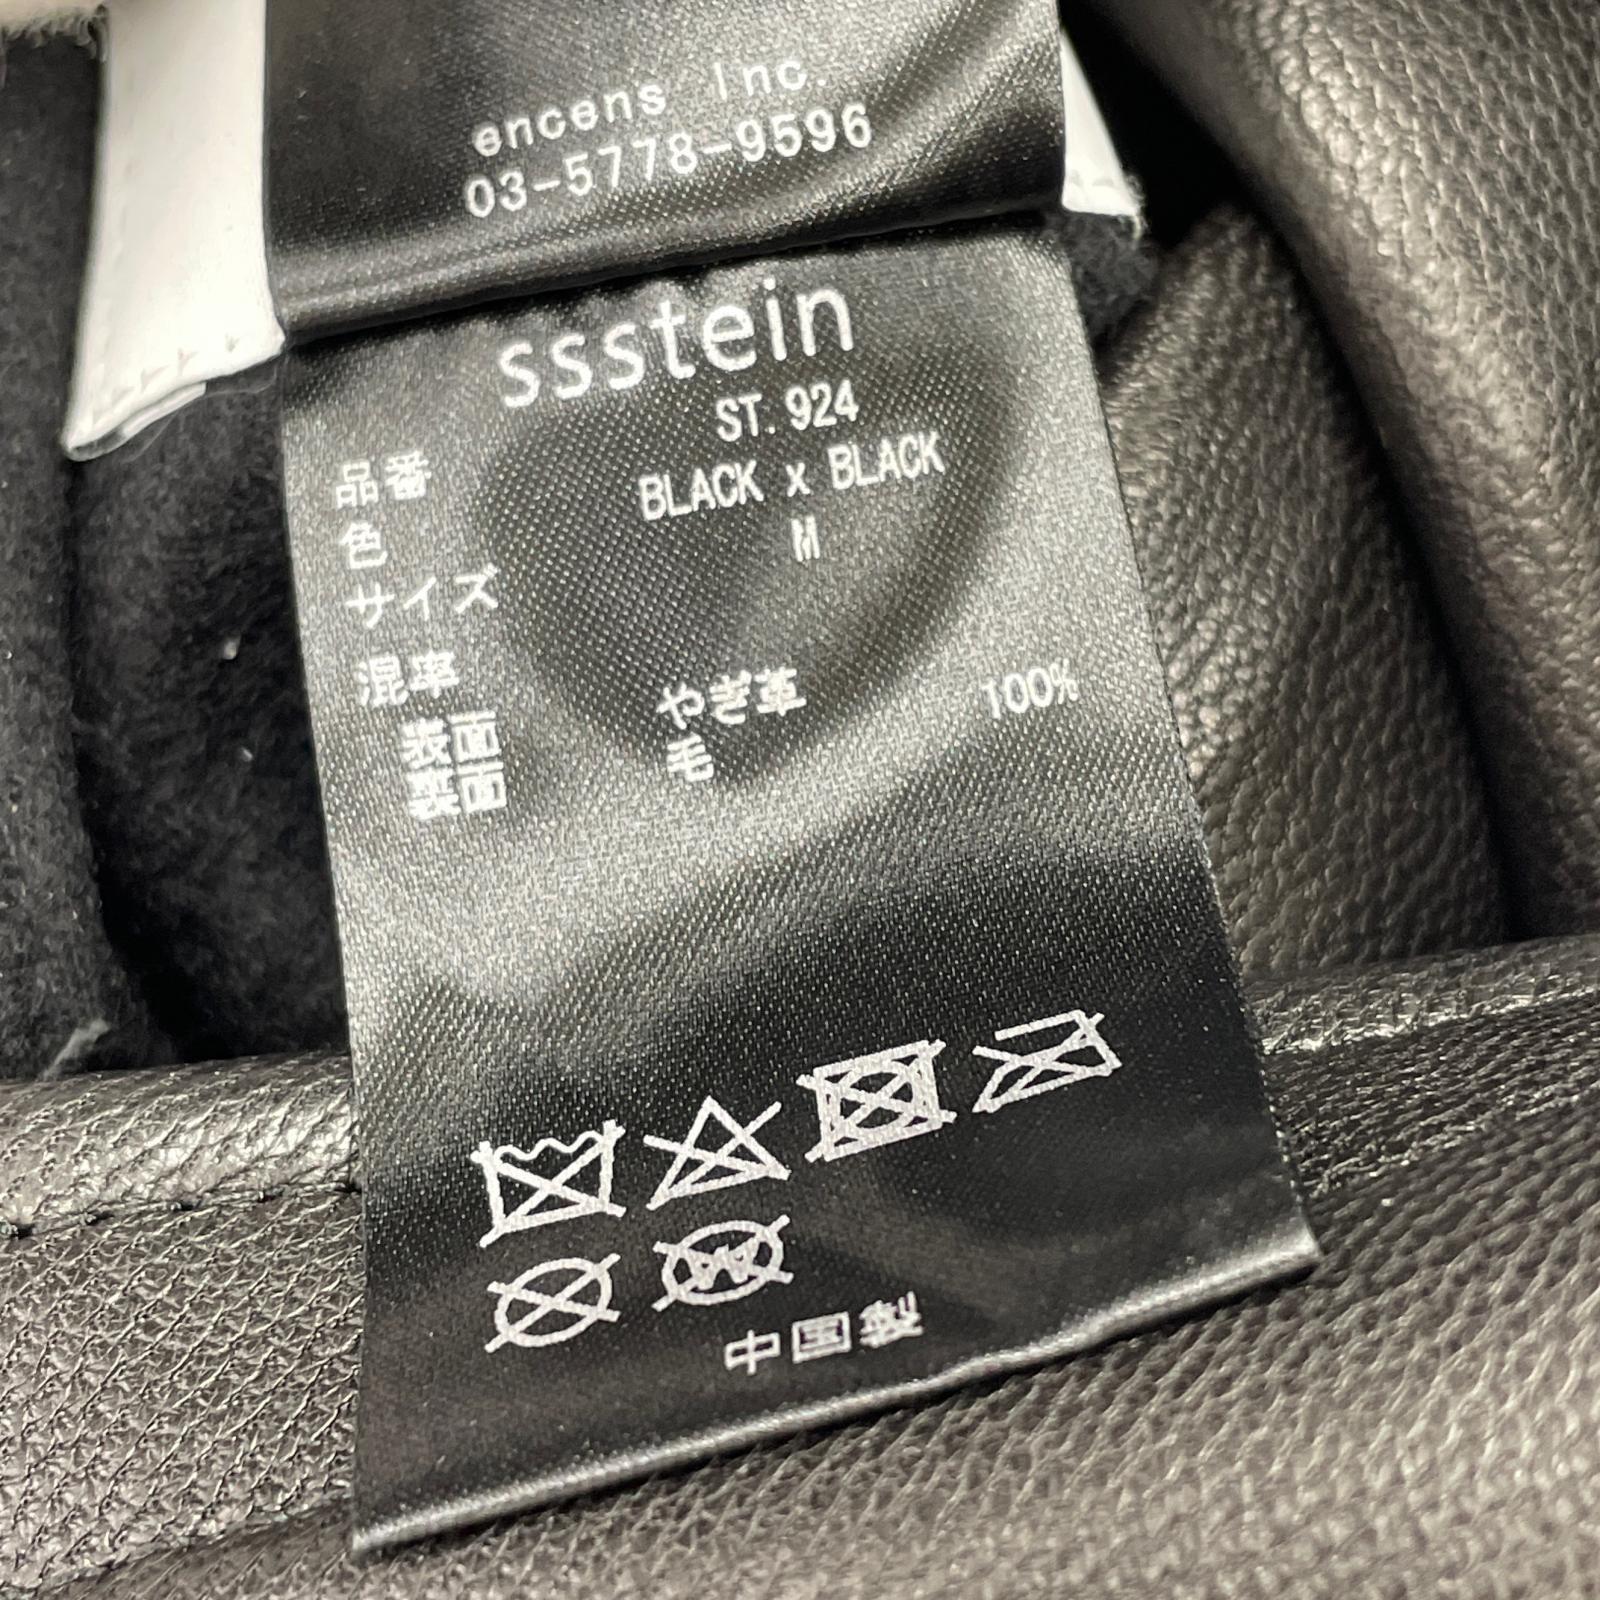 encens Inc.
03-5778-9596
ssstein
品番 ST. 924
色 BLACK x BLACK
サイズ M
混率
表面 やぎ革 100%
裏面 毛
中国製